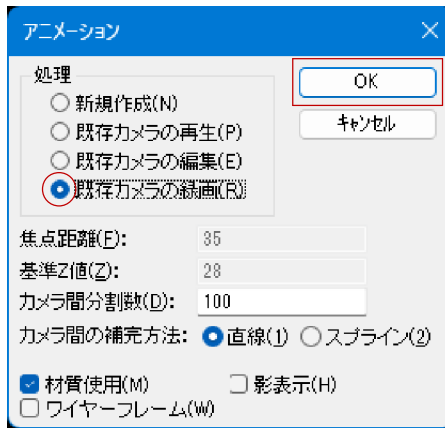 アニメーション
処理
新規作成(N)
既存カメラの再生(P)
既存カメラの編集(E)
既存カメラの録画(R)
OK
キャンセル
焦点距離(F): 35
基準Z値(Z): 28
カメラ間分割数(D): 100
カメラ間の補充方法: 直線(1) スプライン(2)
材質使用(M) 影表示(H)
ワイヤーフレーム(W)